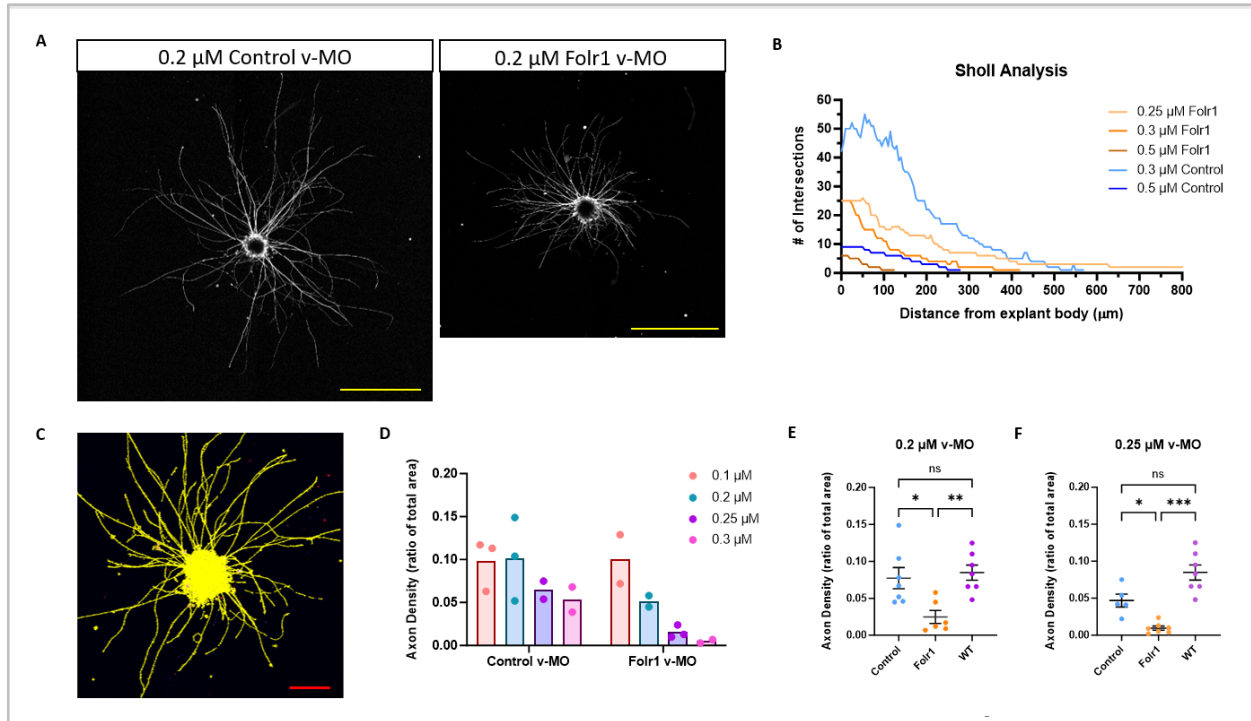 A
0.2 µM Control v-MO
0.2 µM Folr1 v-MO
B
Sholl Analysis
# of Intersections
60
50
40
30
20
10
0
0 100 200 300 400 500 600 700 800
Distance from explant body (µm)
0.25 µM Folr1
0.3 µM Folr1
0.5 µM Folr1
0.3 µM Control
0.5 µM Control
C
D
Axon Density (ratio of total area)
0.20
0.15
0.10
0.05
0.00
Control v-MO Folr1 v-MO
0.1 µM
0.2 µM
0.25 µM
0.3 µM
E
0.2 µM v-MO
Axon Density (ratio of total area)
0.20
0.15
0.10
0.05
0.00
ns
* **
Control Folr1 WT
F
0.25 µM v-MO
Axon Density (ratio of total area)
0.20
0.15
0.10
0.05
0.00
ns
* ***
Control Folr1 WT